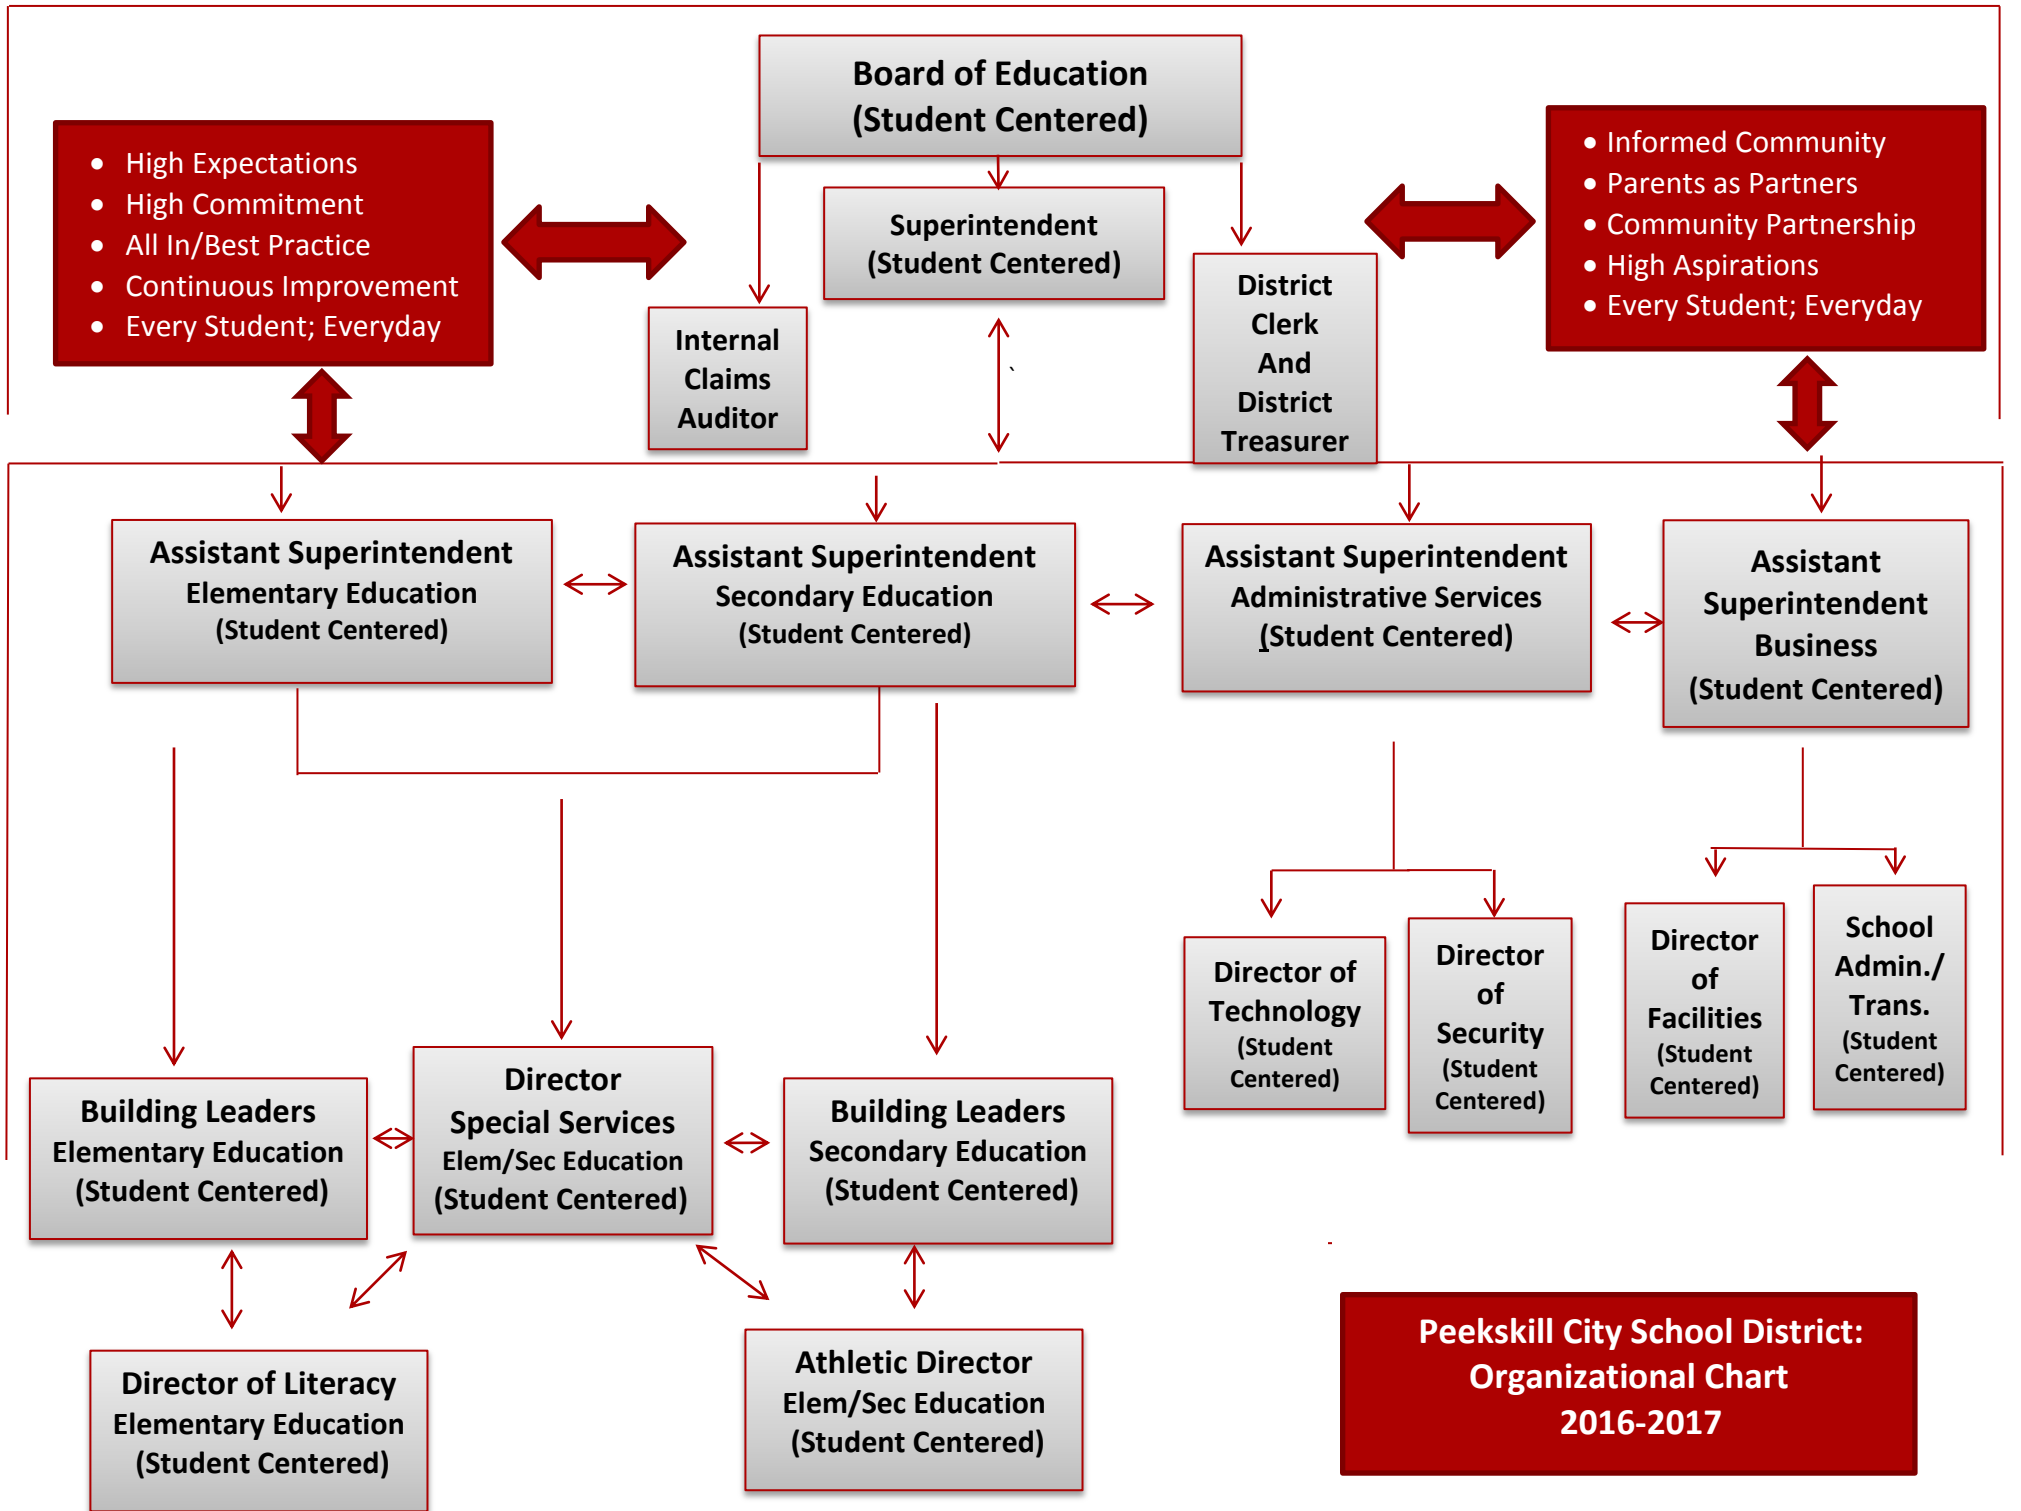 Board of Education
(Student Centered)
• High Expectations
• High Commitment
• All In/Best Practice
• Continuous Improvement
• Every Student; Everyday
• Informed Community
• Parents as Partners
• Community Partnership
• High Aspirations
• Every Student; Everyday
Superintendent
(Student Centered)
Internal
Claims
Auditor
`
District
Clerk
And
District
Treasurer
Assistant Superintendent
Elementary Education
(Student Centered)
Assistant Superintendent
Secondary Education
(Student Centered)
Assistant Superintendent
Administrative Services
(Student Centered)
Assistant
Superintendent
Business
(Student Centered)
Director of
Technology
(Student
Centered)
Director
of
Security
(Student
Centered)
Director
of
Facilities
(Student
Centered)
School
Admin./
Trans.
(Student
Centered)
Building Leaders
Elementary Education
(Student Centered)
Director
Special Services
Elem/Sec Education
(Student Centered)
Building Leaders
Secondary Education
(Student Centered)
Director of Literacy
Elementary Education
(Student Centered)
Athletic Director
Elem/Sec Education
(Student Centered)
Peekskill City School District:
Organizational Chart
2016-2017